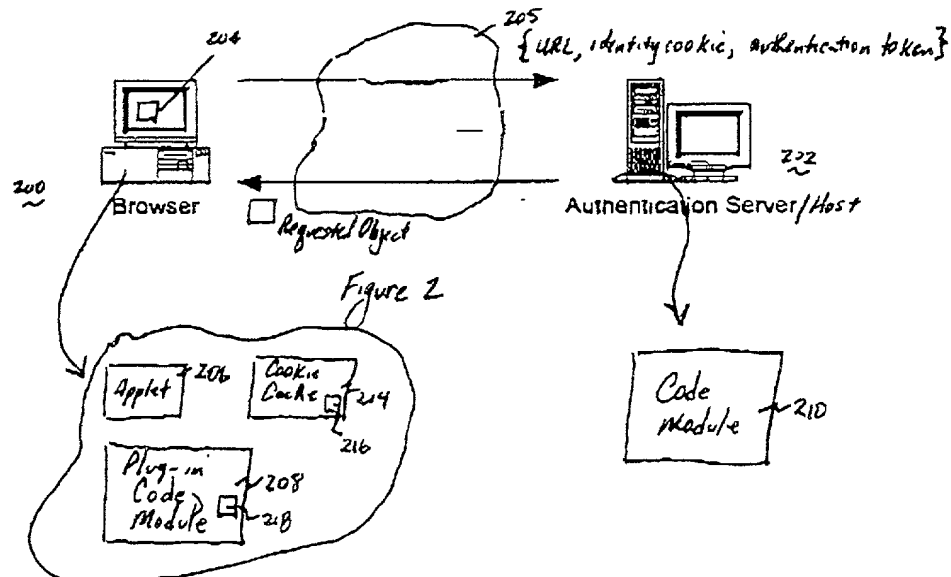 204
205
{URL, identity cookie, authentication token}
200
Browser
202
Authentication Server/Host
Requested Object
Figure 2
Applet
206
Cookie
Cache
214
216
Plug-in
Code
Module
208
218
Code
Module
210